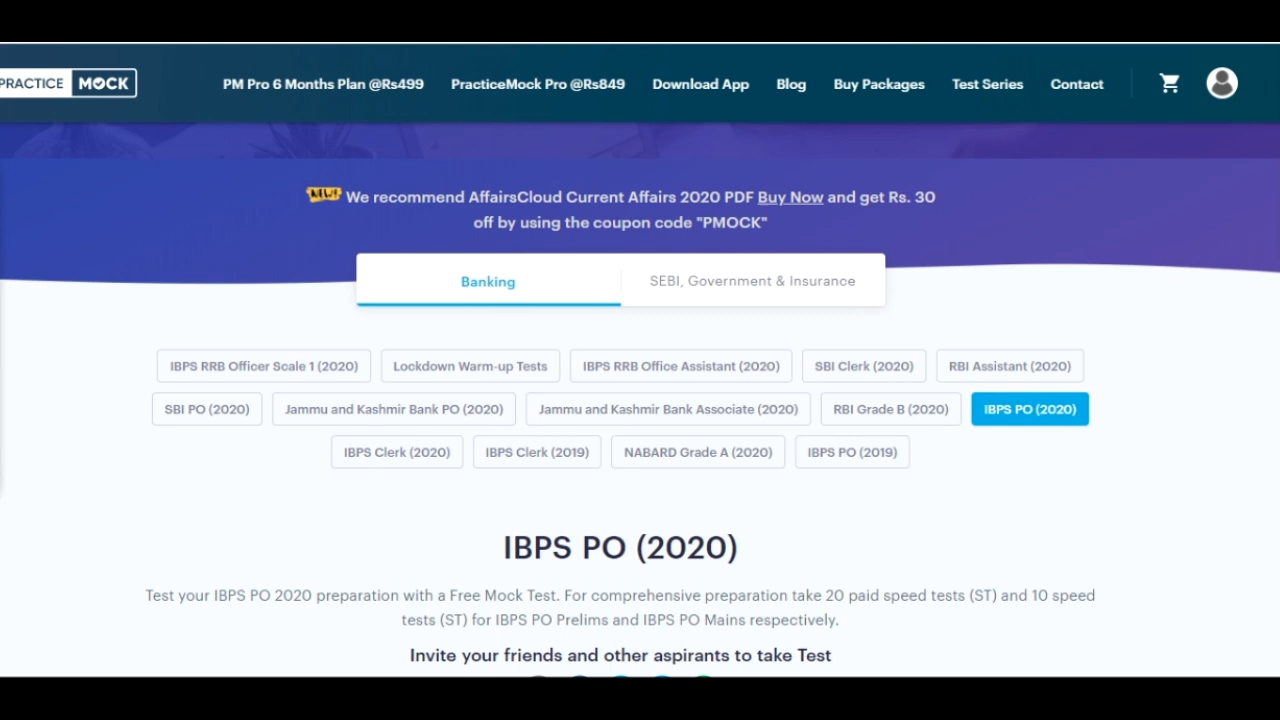 PRACTICE MOCK PM Pro 6 Months Plan @Rs499 PracticeMock Pro @Rs849 Download App Blog Buy Packages Test Series Contact
NEW! We recommend AffairsCloud Current Affairs 2020 PDF Buy Now and get Rs. 30
off by using the coupon code "PMOCK"
Banking SEBI, Government & Insurance
IBPS RRB Officer Scale 1 (2020) Lockdown Warm-up Tests IBPS RRB Office Assistant (2020) SBI Clerk (2020) RBI Assistant (2020)
SBI PO (2020) Jammu and Kashmir Bank PO (2020) Jammu and Kashmir Bank Associate (2020) RBI Grade B (2020) IBPS PO (2020)
IBPS Clerk (2020) IBPS Clerk (2019) NABARD Grade A (2020) IBPS PO (2019)
IBPS PO (2020)
Test your IBPS PO 2020 preparation with a Free Mock Test. For comprehensive preparation take 20 paid speed tests (ST) and 10 speed
tests (ST) for IBPS PO Prelims and IBPS PO Mains respectively.
Invite your friends and other aspirants to take Test